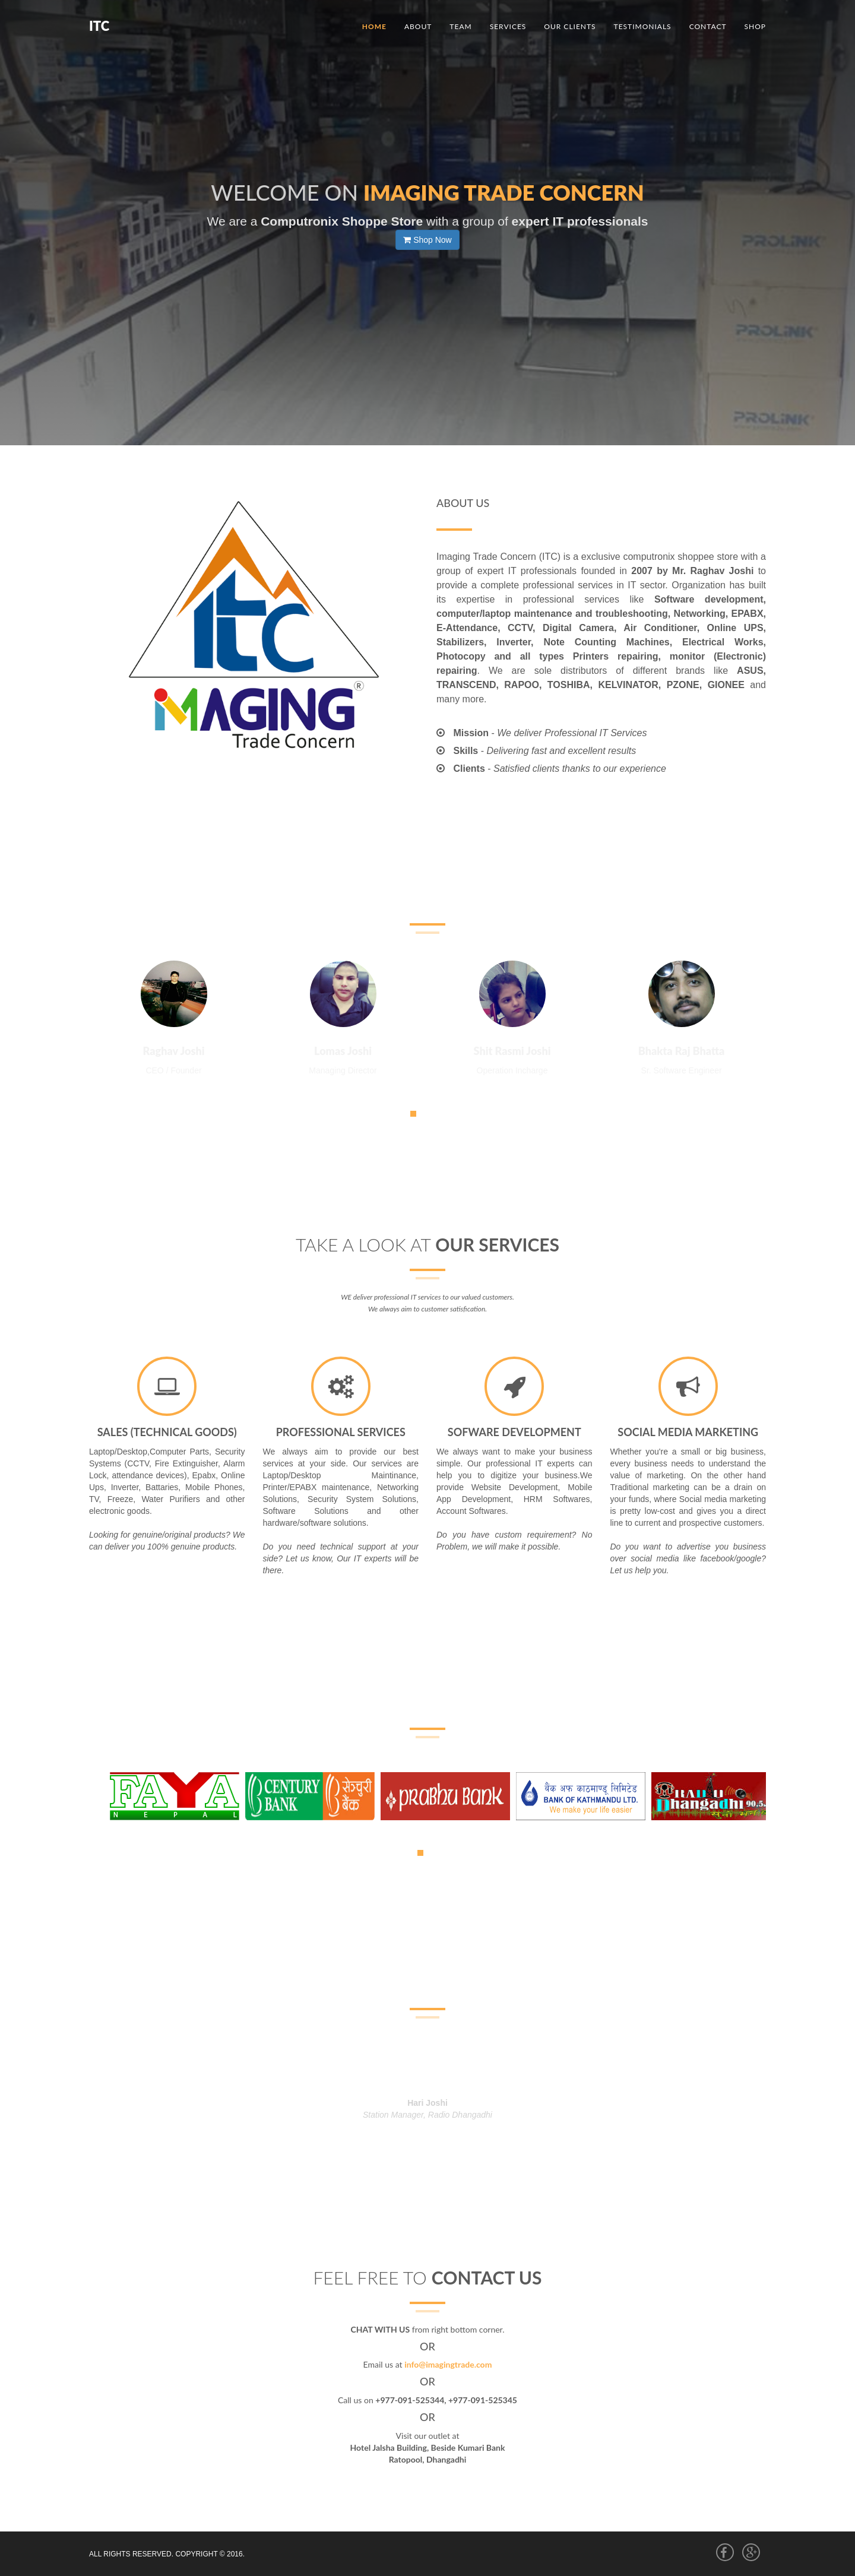 ITC
HOME ABOUT TEAM SERVICES OUR CLIENTS TESTIMONIALS CONTACT SHOP
WELCOME ON IMAGING TRADE CONCERN
We are a Computronix Shoppe Store with a group of expert IT professionals
Shop Now
PROLINK
PROLINK
PROLINK
itc
®
iMAGING
Trade Concern
ABOUT US
Imaging Trade Concern (ITC) is a exclusive computronix shoppee store with a
group of expert IT professionals founded in 2007 by Mr. Raghav Joshi to
provide a complete professional services in IT sector. Organization has built
its expertise in professional services like Software development,
computer/laptop maintenance and troubleshooting, Networking, EPABX,
E-Attendance, CCTV, Digital Camera, Air Conditioner, Online UPS,
Stabilizers, Inverter, Note Counting Machines, Electrical Works,
Photocopy and all types Printers repairing, monitor (Electronic)
repairing. We are sole distributors of different brands like ASUS,
TRANSCEND, RAPOO, TOSHIBA, KELVINATOR, PZONE, GIONEE and
many more.
Mission - We deliver Professional IT Services
Skills - Delivering fast and excellent results
Clients - Satisfied clients thanks to our experience
Raghav Joshi Lomas Joshi Shit Rasmi Joshi Bhakta Raj Bhatta
CEO / Founder Managing Director Operation Incharge Sr. Software Engineer
TAKE A LOOK AT OUR SERVICES
WE deliver professional IT services to our valued customers.
We always aim to customer satisfication.
SALES (TECHNICAL GOODS)
Laptop/Desktop,Computer Parts, Security
Systems (CCTV, Fire Extinguisher, Alarm
Lock, attendance devices), Epabx, Online
Ups, Inverter, Battaries, Mobile Phones,
TV, Freeze, Water Purifiers and other
electronic goods.
Looking for genuine/original products? We
can deliver you 100% genuine products.
PROFESSIONAL SERVICES
We always aim to provide our best
services at your side. Our services are
Laptop/Desktop Maintinance,
Printer/EPABX maintenance, Networking
Solutions, Security System Solutions,
Software Solutions and other
hardware/software solutions.
Do you need technical support at your
side? Let us know, Our IT experts will be
there.
SOFWARE DEVELOPMENT
We always want to make your business
simple. Our professional IT experts can
help you to digitize your business.We
provide Website Development, Mobile
App Development, HRM Softwares,
Account Softwares.
Do you have custom requirement? No
Problem, we will make it possible.
SOCIAL MEDIA MARKETING
Whether you're a small or big business,
every business needs to understand the
value of marketing. On the other hand
Traditional marketing can be a drain on
your funds, where Social media marketing
is pretty low-cost and gives you a direct
line to current and prospective customers.
Do you want to advertise you business
over social media like facebook/google?
Let us help you.
FAYA
NEPAL
CENTURY BANK
सेन्चुरी बैंक
PRABHU BANK
बैंक अफ काठमाण्डू लिमिटेड
BANK OF KATHMANDU LTD.
We make your life easier
RADIO
Dhangadhi 90.5
Hari Joshi
Station Manager, Radio Dhangadhi
FEEL FREE TO CONTACT US
CHAT WITH US from right bottom corner.
OR
Email us at info@imagingtrade.com
OR
Call us on +977-091-525344, +977-091-525345
OR
Visit our outlet at
Hotel Jalsha Building, Beside Kumari Bank
Ratopool, Dhangadhi
ALL RIGHTS RESERVED. COPYRIGHT © 2016.